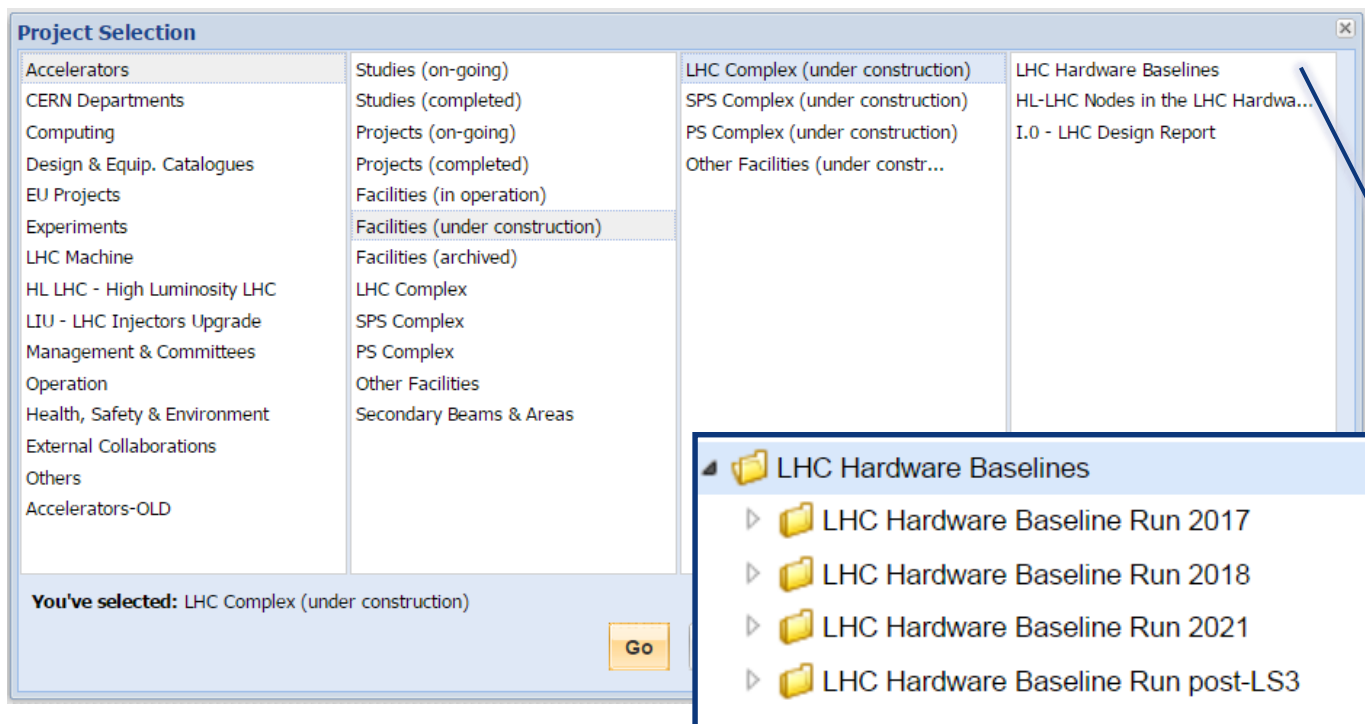 Project Selection
Accelerators
CERN Departments
Computing
Design & Equip. Catalogues
EU Projects
Experiments
LHC Machine
HL LHC - High Luminosity LHC
LIU - LHC Injectors Upgrade
Management & Committees
Operation
Health, Safety & Environment
External Collaborations
Others
Accelerators-OLD
Studies (on-going)
Studies (completed)
Projects (on-going)
Projects (completed)
Facilities (in operation)
Facilities (under construction)
Facilities (archived)
LHC Complex
SPS Complex
PS Complex
Other Facilities
Secondary Beams & Areas
LHC Complex (under construction)
SPS Complex (under construction)
PS Complex (under construction)
Other Facilities (under constr...
LHC Hardware Baselines
HL-LHC Nodes in the LHC Hardwa...
I.0 - LHC Design Report
You've selected: LHC Complex (under construction)
Go
LHC Hardware Baselines
LHC Hardware Baseline Run 2017
LHC Hardware Baseline Run 2018
LHC Hardware Baseline Run 2021
LHC Hardware Baseline Run post-LS3